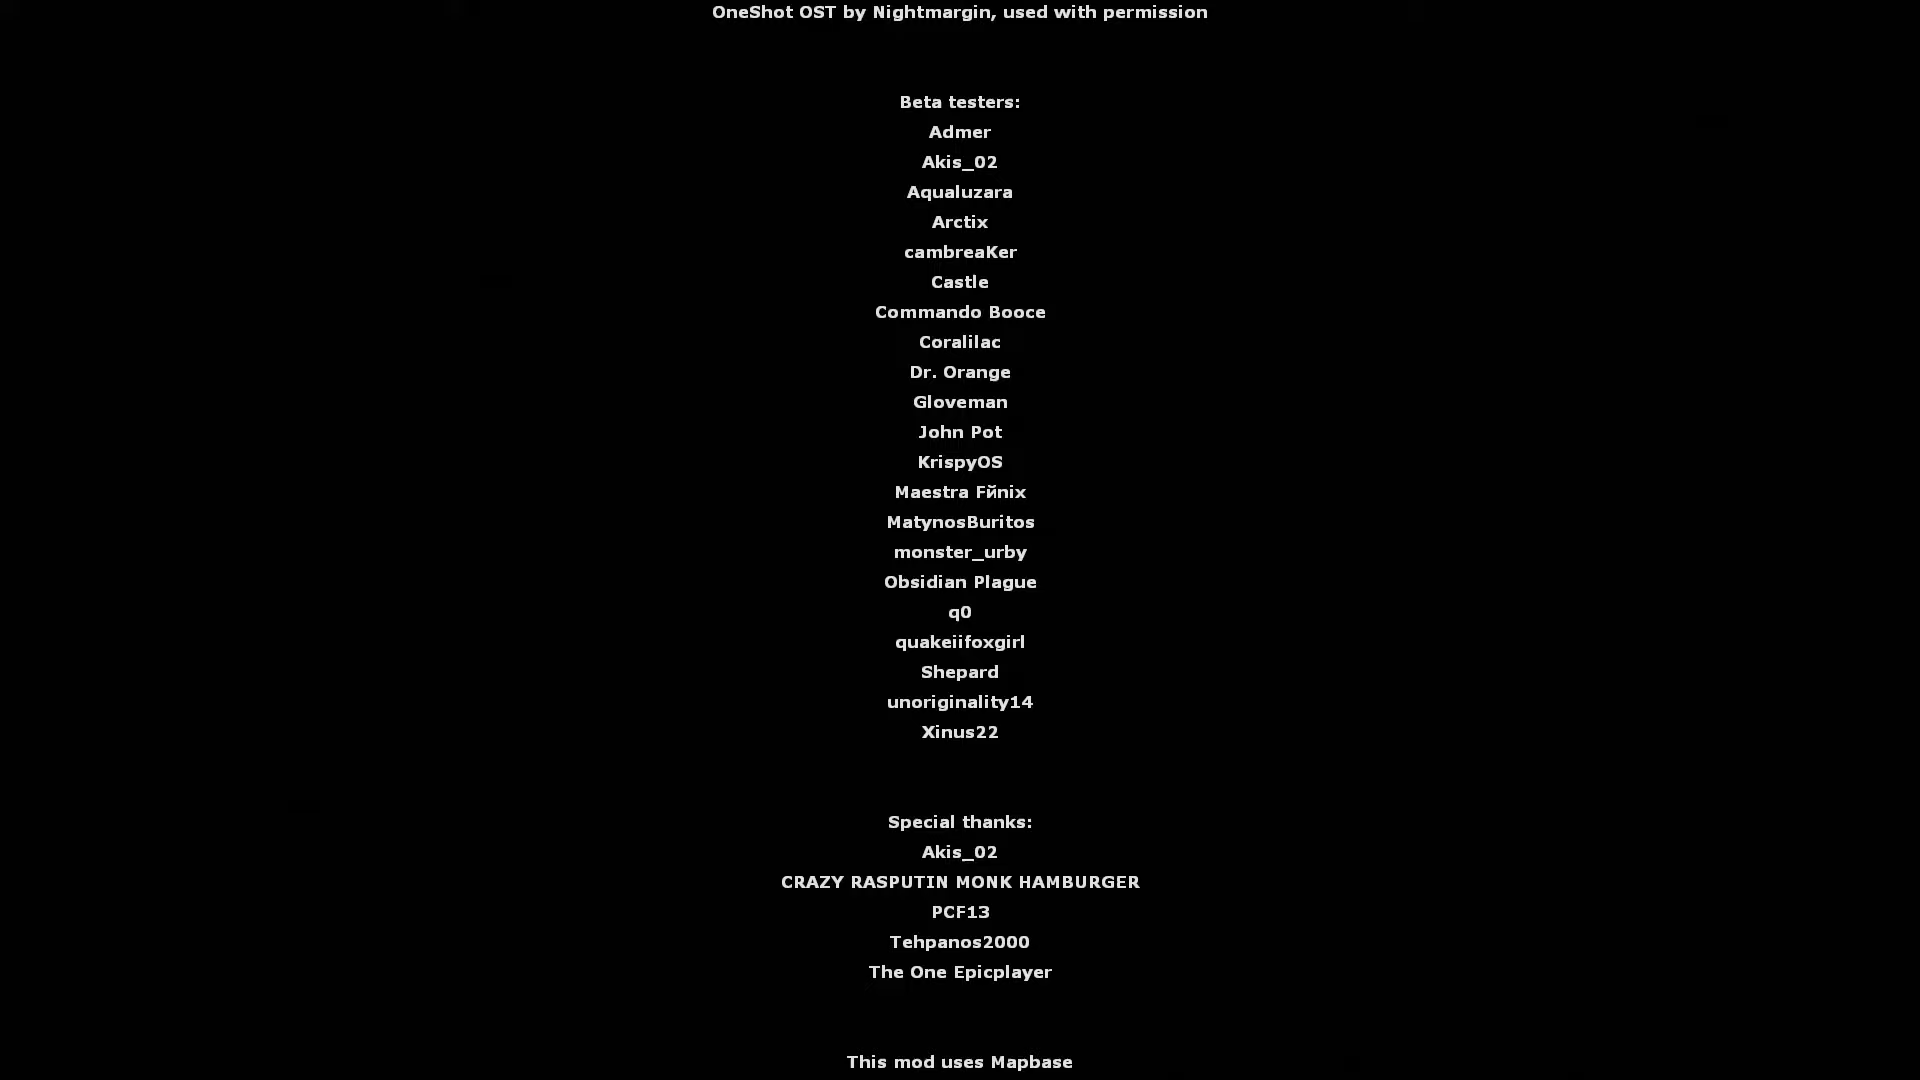 OneShot OST by Nightmargin, used with permission
Beta testers:
Admer
Akis_02
Aqualuzara
Arctix
cambreaKer
Castle
Commando Booce
Coralilac
Dr. Orange
Gloveman
John Pot
KrispyOS
Maestra Fйnix
MatynosBuritos
monster_urby
Obsidian Plague
q0
quakeiifoxgirl
Shepard
unoriginality14
Xinus22
Special thanks:
Akis_02
CRAZY RASPUTIN MONK HAMBURGER
PCF13
Tehpanos2000
The One Epicplayer
This mod uses Mapbase